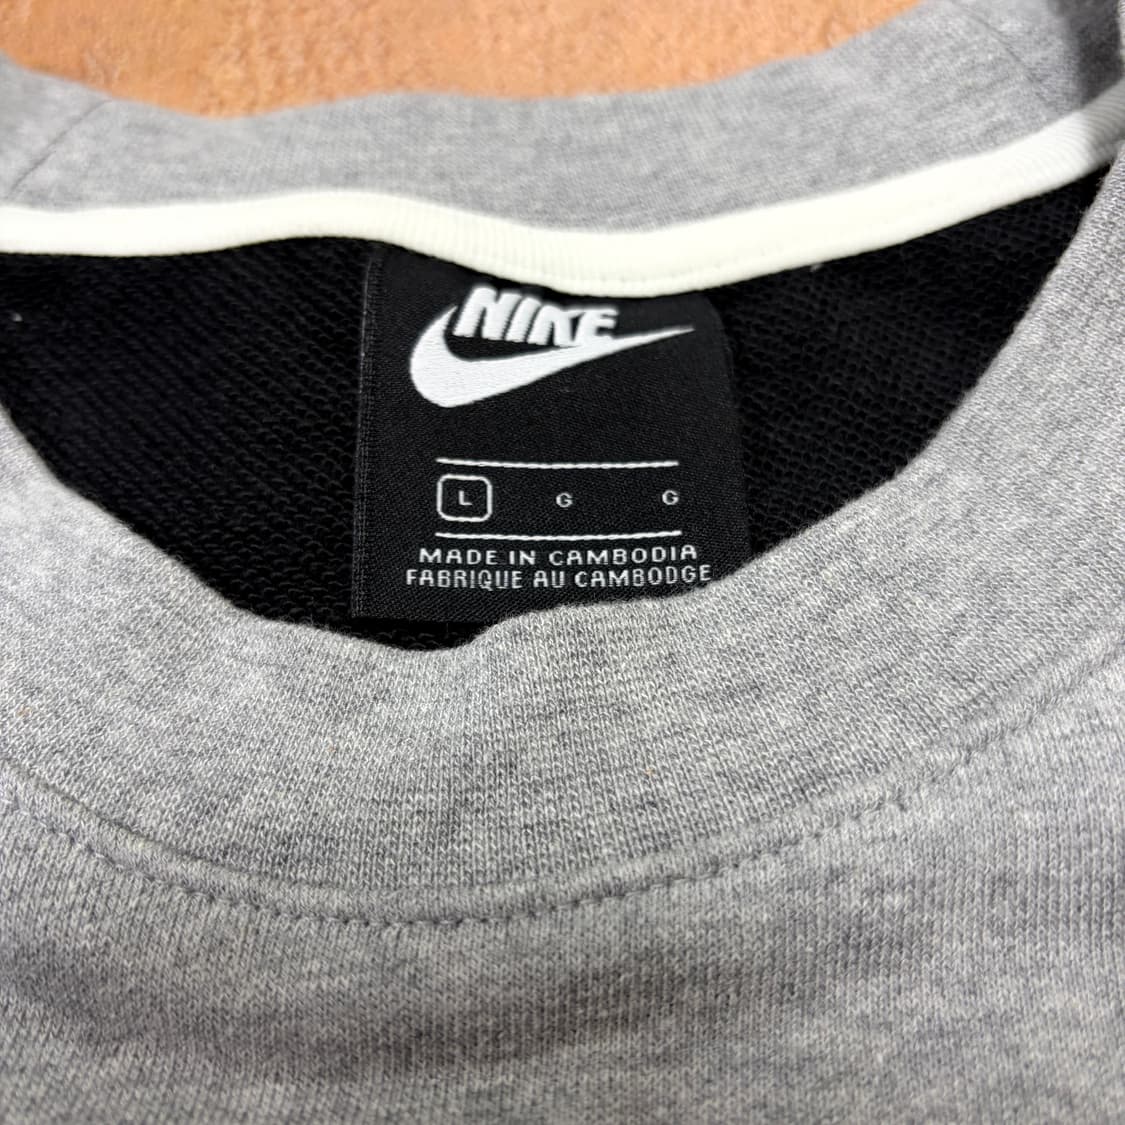 NIKE
L G G
MADE IN CAMBODIA
FABRIQUE AU CAMBODGE